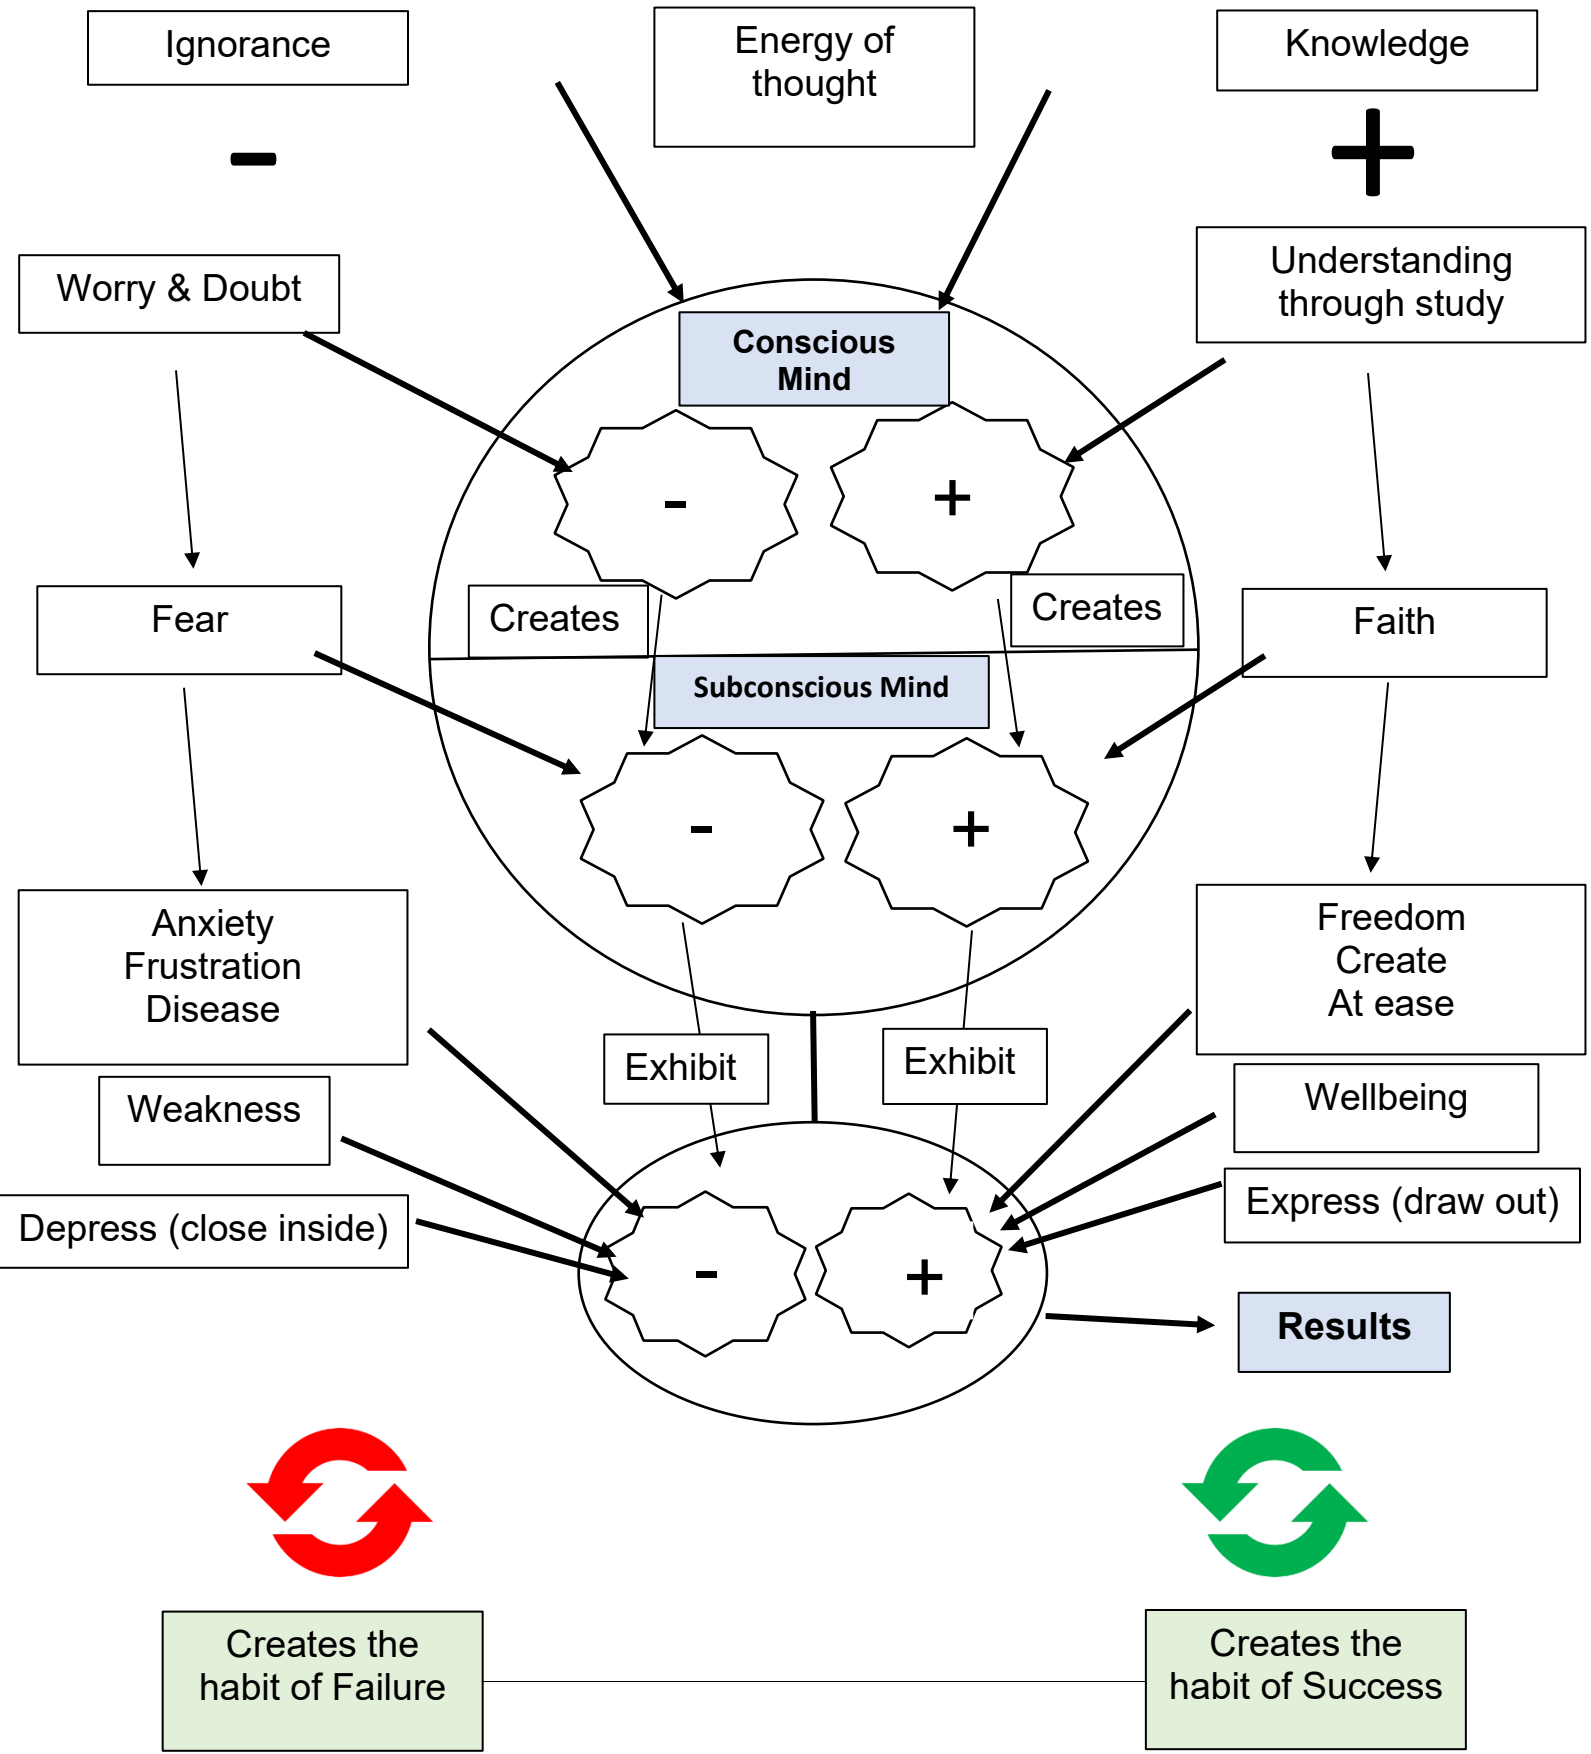 Ignorance
Energy of
thought
Knowledge
-
+
Worry & Doubt
Understanding
through study
Conscious
Mind
-
+
Creates
Creates
Fear
Faith
Subconscious Mind
-
+
Anxiety
Frustration
Disease
Freedom
Create
At ease
Exhibit
Exhibit
Weakness
Wellbeing
Depress (close inside)
Express (draw out)
-
+
Results
Creates the
habit of Failure
Creates the
habit of Success